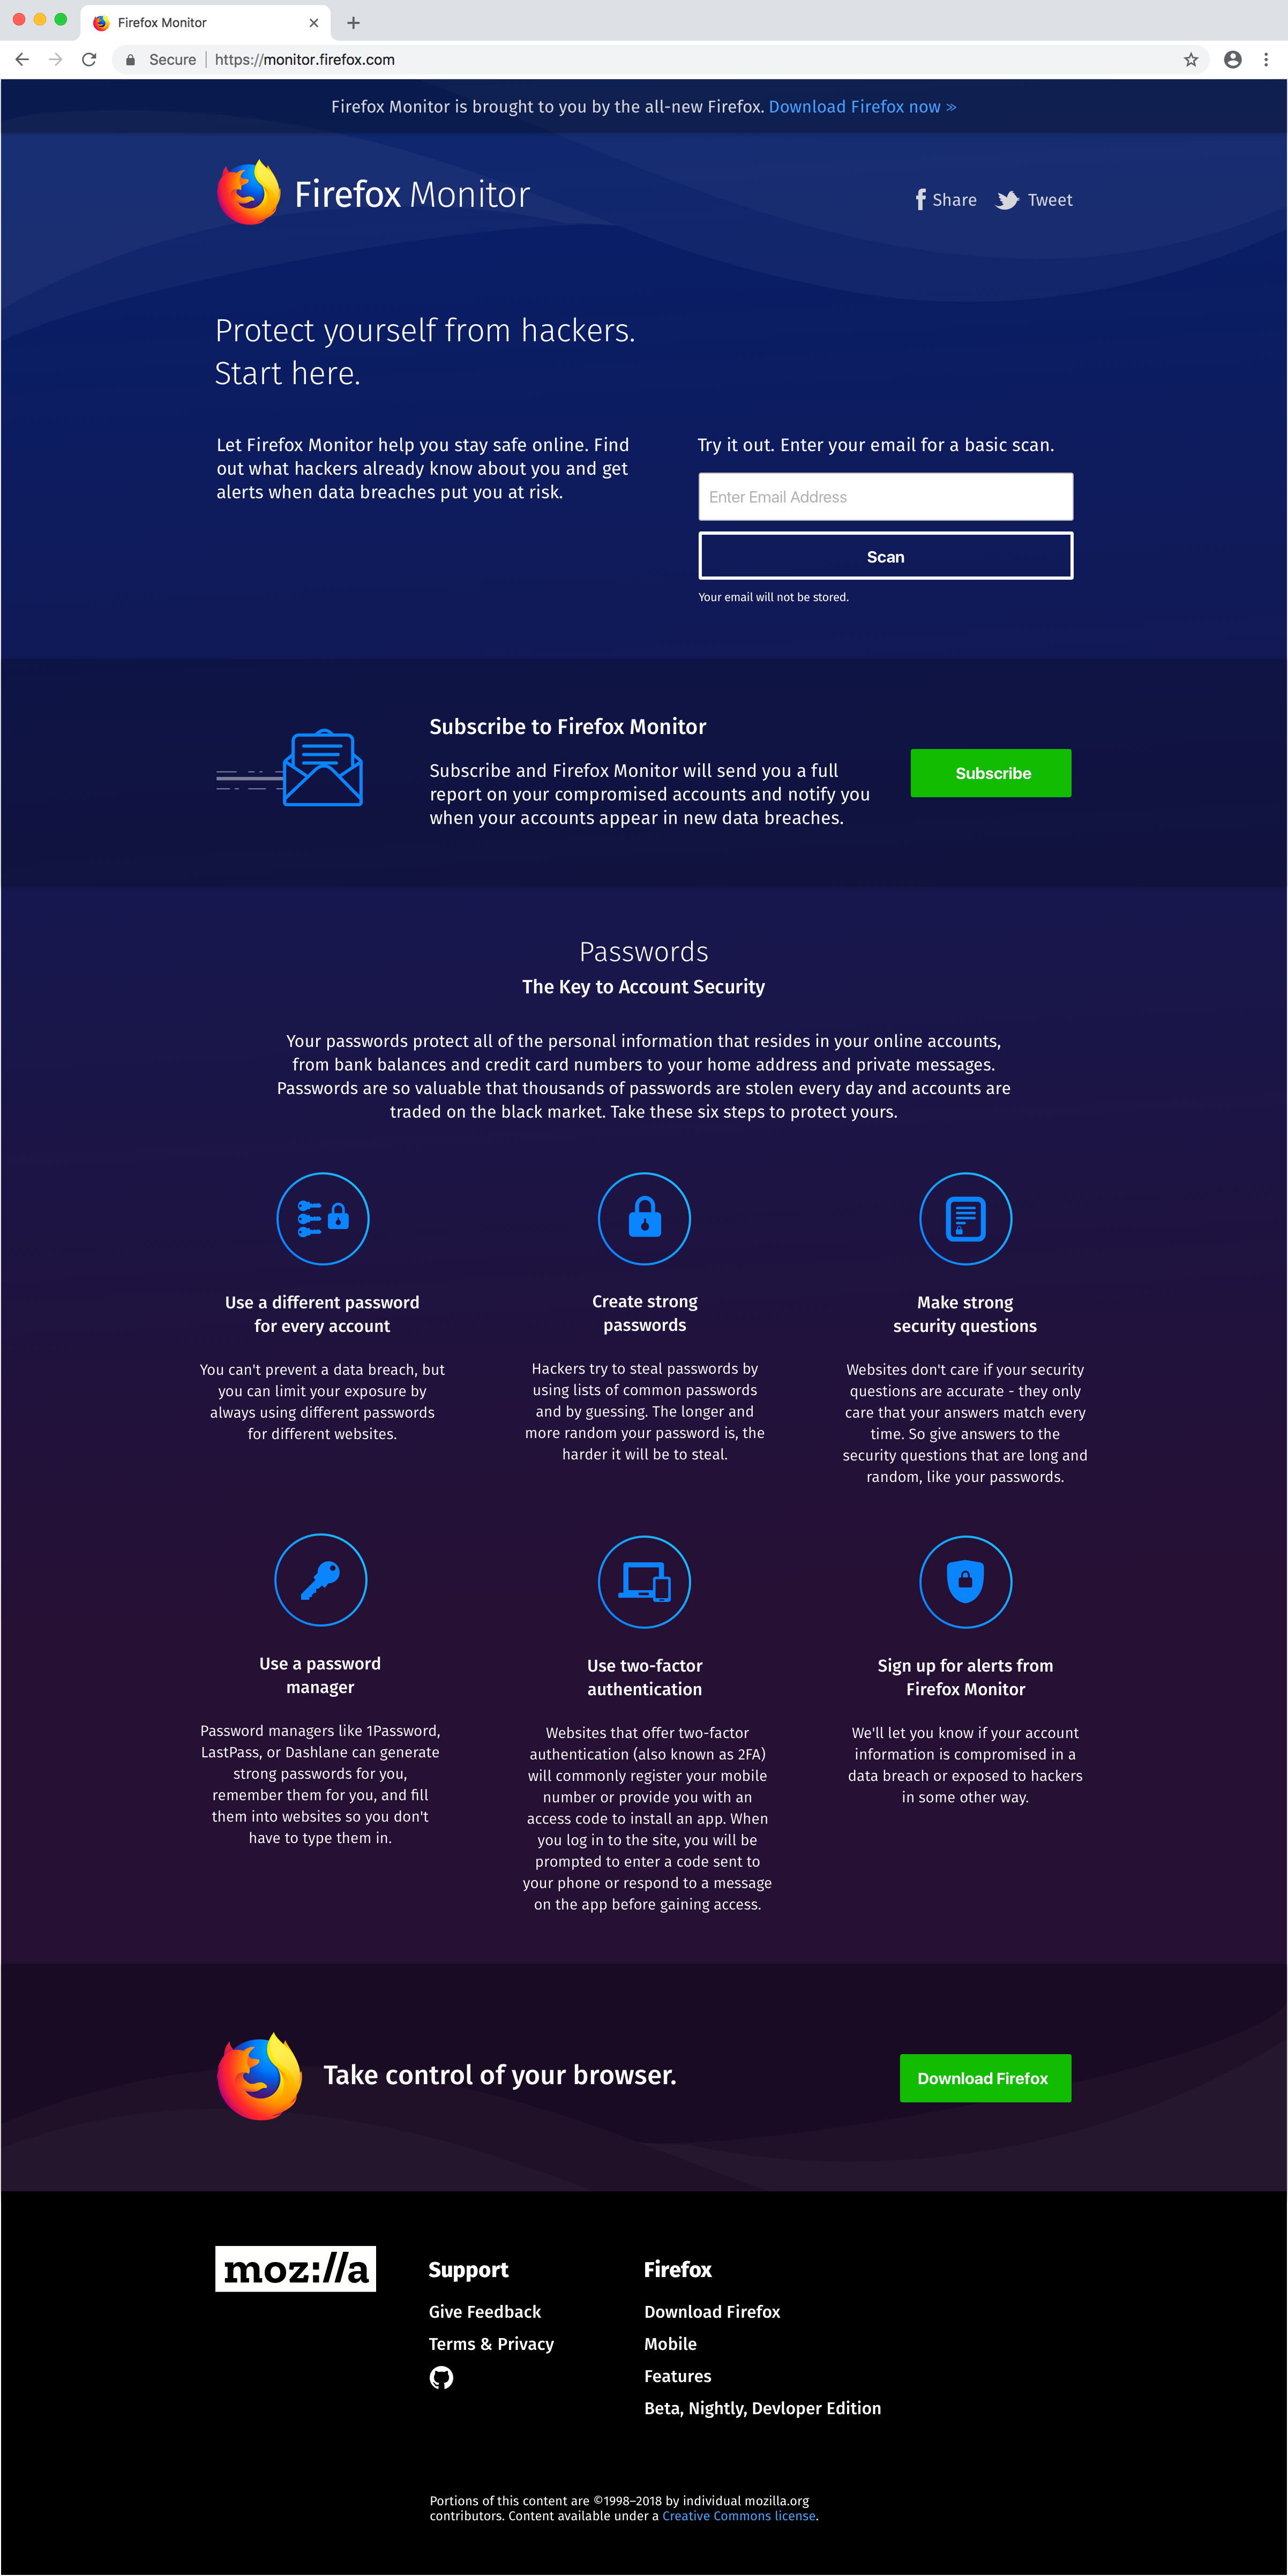 Firefox Monitor
Secure https://monitor.firefox.com
Firefox Monitor is brought to you by the all-new Firefox. Download Firefox now »
Firefox Monitor
Share Tweet
Protect yourself from hackers.
Start here.
Let Firefox Monitor help you stay safe online. Find
out what hackers already know about you and get
alerts when data breaches put you at risk.
Try it out. Enter your email for a basic scan.
Enter Email Address
Scan
Your email will not be stored.
Subscribe to Firefox Monitor
Subscribe and Firefox Monitor will send you a full
report on your compromised accounts and notify you
when your accounts appear in new data breaches.
Subscribe
Passwords
The Key to Account Security
Your passwords protect all of the personal information that resides in your online accounts,
from bank balances and credit card numbers to your home address and private messages.
Passwords are so valuable that thousands of passwords are stolen every day and accounts are
traded on the black market. Take these six steps to protect yours.
Use a different password
for every account
You can't prevent a data breach, but
you can limit your exposure by
always using different passwords
for different websites.
Create strong
passwords
Hackers try to steal passwords by
using lists of common passwords
and by guessing. The longer and
more random your password is, the
harder it will be to steal.
Make strong
security questions
Websites don't care if your security
questions are accurate - they only
care that your answers match every
time. So give answers to the
security questions that are long and
random, like your passwords.
Use a password
manager
Password managers like 1Password,
LastPass, or Dashlane can generate
strong passwords for you,
remember them for you, and fill
them into websites so you don't
have to type them in.
Use two-factor
authentication
Websites that offer two-factor
authentication (also known as 2FA)
will commonly register your mobile
number or provide you with an
access code to install an app. When
you log in to the site, you will be
prompted to enter a code sent to
your phone or respond to a message
on the app before gaining access.
Sign up for alerts from
Firefox Monitor
We'll let you know if your account
information is compromised in a
data breach or exposed to hackers
in some other way.
Take control of your browser.
Download Firefox
moz://a
Support
Give Feedback
Terms & Privacy
Firefox
Download Firefox
Mobile
Features
Beta, Nightly, Devloper Edition
Portions of this content are ©1998–2018 by individual mozilla.org
contributors. Content available under a Creative Commons license.